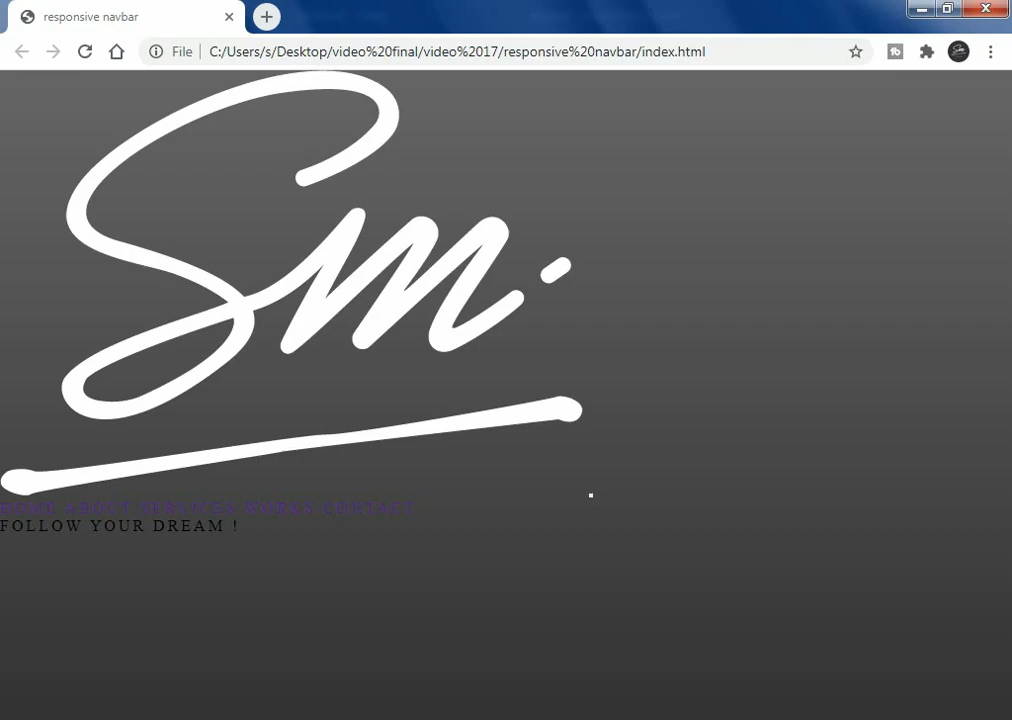 responsive navbar
File
C:/Users/s/Desktop/video%20final/video%2017/responsive%20navbar/index.html
Sm.
HOME ABOUT SERVICES WORKS CONTACT
FOLLOW YOUR DREAM !